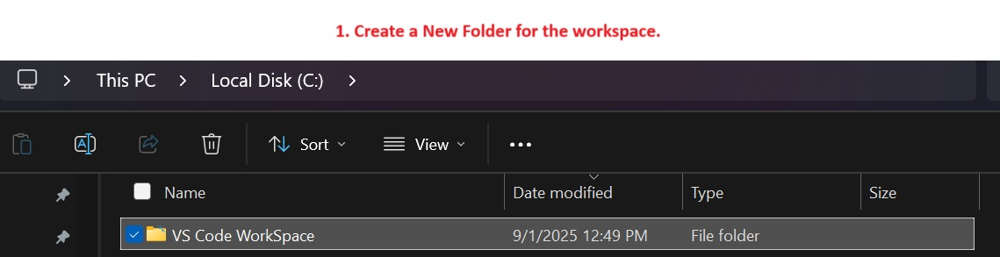 1. Create a New Folder for the workspace.
This PC Local Disk (C:)
A Sort View
Name Date modified Type Size
VS Code WorkSpace 9/1/2025 12:49 PM File folder